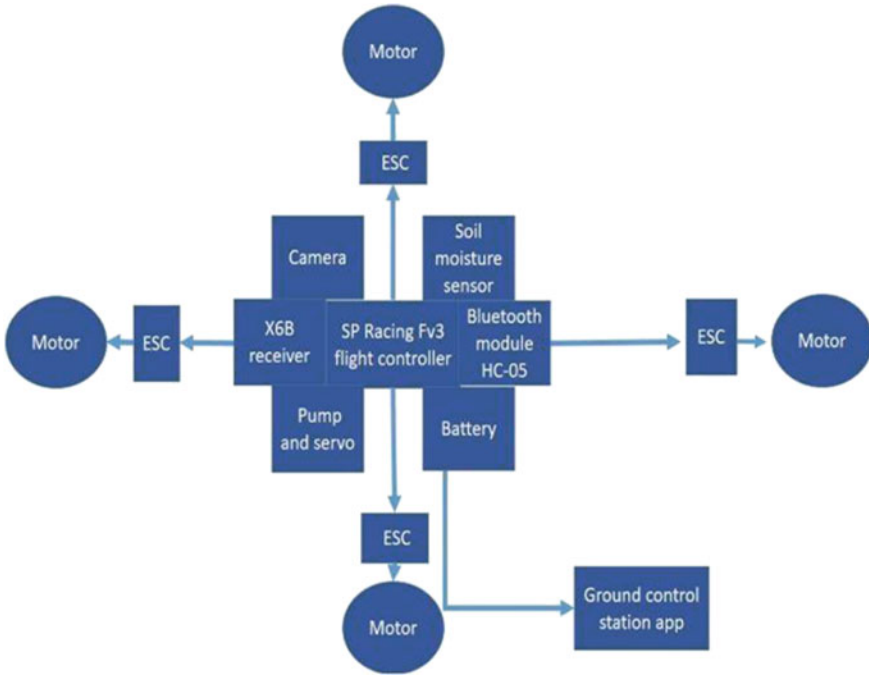 Motor
ESC
Camera
Soil
moisture
sensor
Motor
ESC
X6B
receiver
SP Racing Fv3
flight controller
Bluetooth
module
HC-05
ESC
Motor
Pump
and servo
Battery
ESC
Motor
Ground control
station app